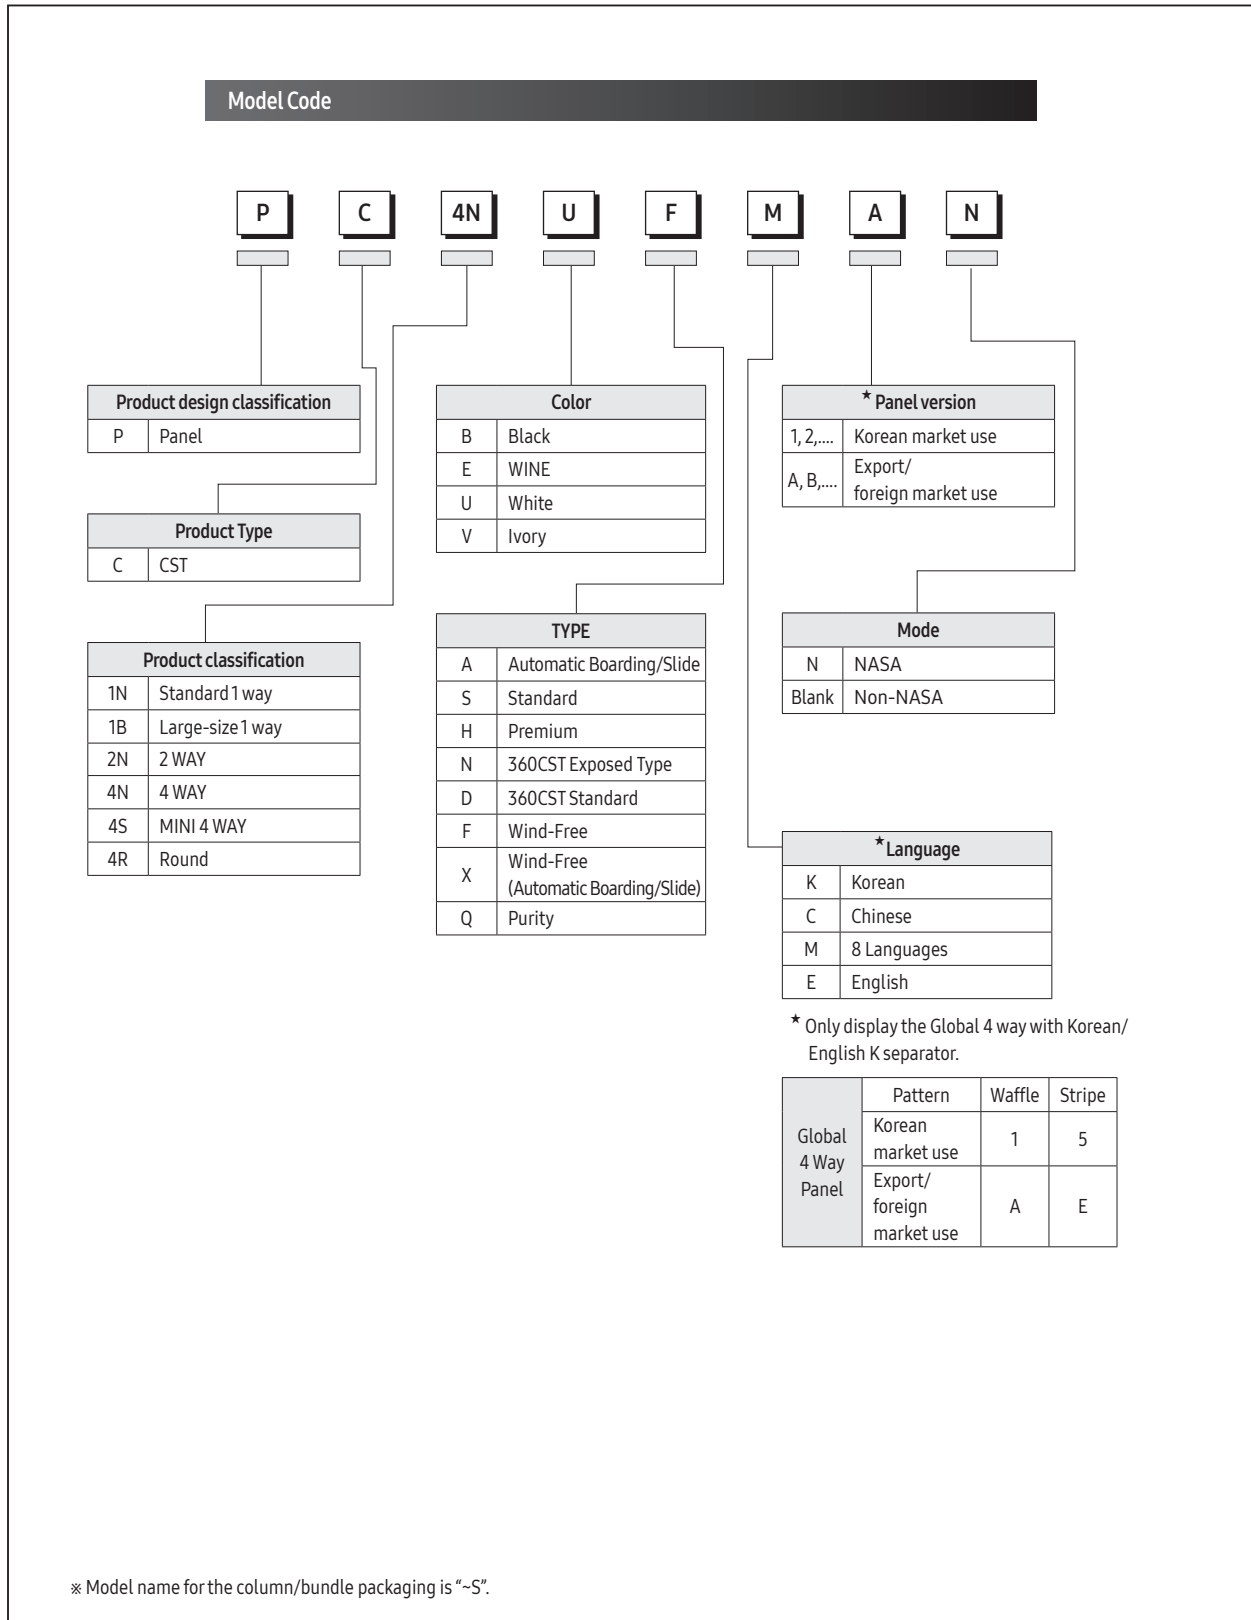 Model Code
P C 4N U F M A N
Product design classification
P Panel
Product Type
C CST
Product classification
1N Standard 1 way
1B Large-size 1 way
2N 2 WAY
4N 4 WAY
4S MINI 4 WAY
4R Round
Color
B Black
E WINE
U White
V Ivory
TYPE
A Automatic Boarding/Slide
S Standard
H Premium
N 360CST Exposed Type
D 360CST Standard
F Wind-Free
X Wind-Free
(Automatic Boarding/Slide)
Q Purity
★ Panel version
1, 2,.... Korean market use
A, B,.... Export/
foreign market use
Mode
N NASA
Blank Non-NASA
★ Language
K Korean
C Chinese
M 8 Languages
E English
★ Only display the Global 4 way with Korean/
English K separator.
Global
4 Way
Panel
Pattern Waffle Stripe
Korean
market use 1 5
Export/
foreign
market use A E
※ Model name for the column/bundle packaging is “~S”.